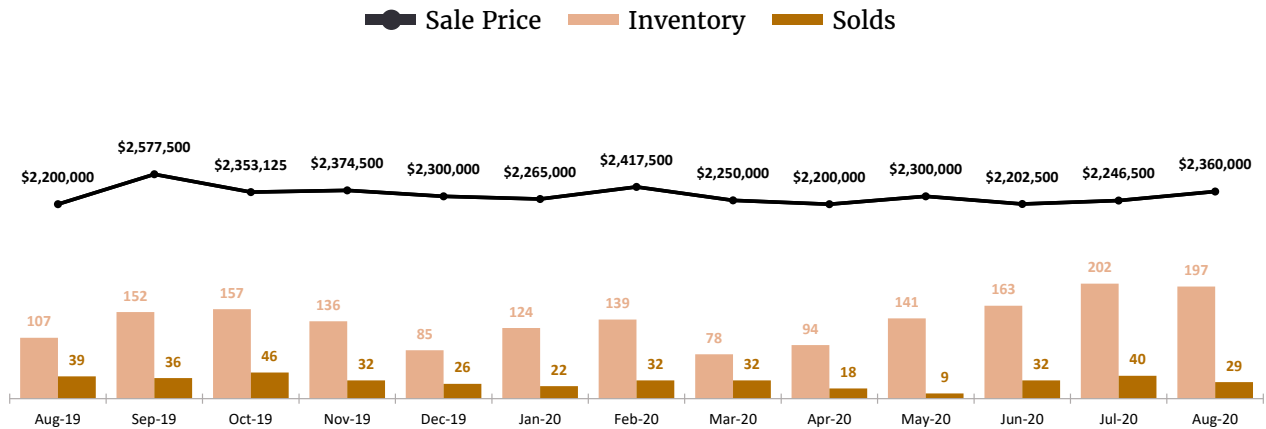 Sale Price Inventory Solds
$2,200,000 $2,577,500 $2,353,125 $2,374,500 $2,300,000 $2,265,000 $2,417,500 $2,250,000 $2,200,000 $2,300,000 $2,202,500 $2,246,500 $2,360,000
107 152 157 136 85 124 139 78 94 141 163 202 197
39 36 46 32 26 22 32 32 18 9 32 40 29
Aug-19 Sep-19 Oct-19 Nov-19 Dec-19 Jan-20 Feb-20 Mar-20 Apr-20 May-20 Jun-20 Jul-20 Aug-20